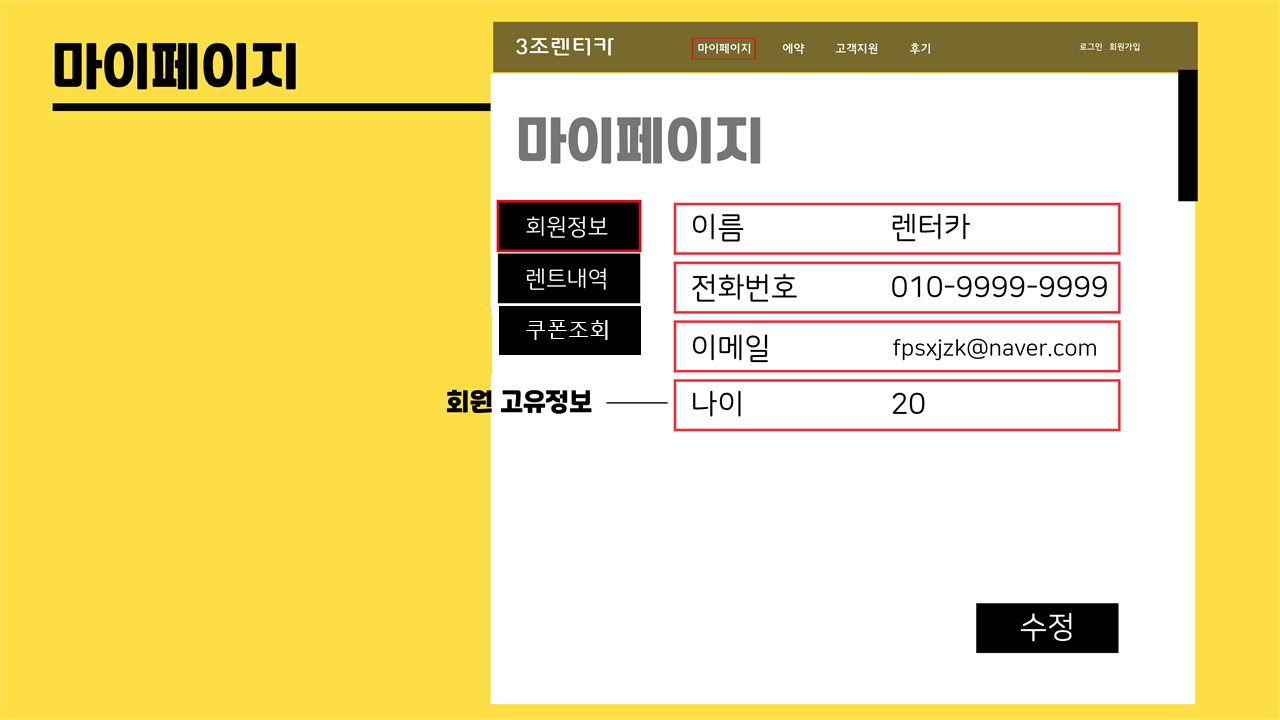 마이페이지
3조렌터카 마이페이지 예약 고객지원 후기 로그인 회원가입
마이페이지
회원정보
렌트내역
쿠폰조회
이름 렌터카
전화번호 010-9999-9999
이메일 fpsxjzk@naver.com
회원 고유정보
나이 20
수정